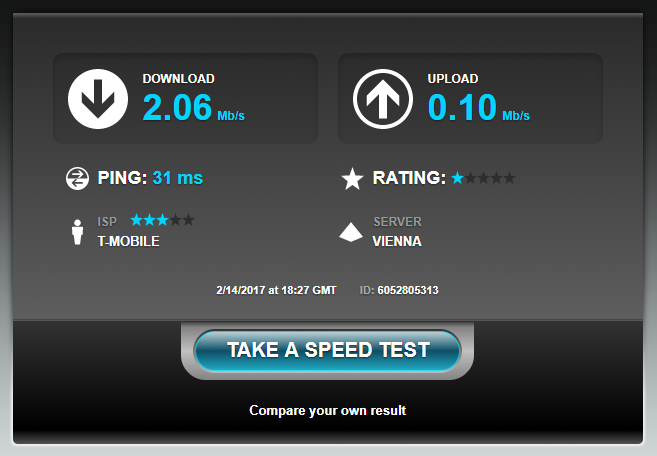 DOWNLOAD
2.06 Mb/s
UPLOAD
0.10 Mb/s
PING: 31 ms
RATING:
ISP
T-MOBILE
SERVER
VIENNA
2/14/2017 at 18:27 GMT ID: 6052805313
TAKE A SPEED TEST
Compare your own result